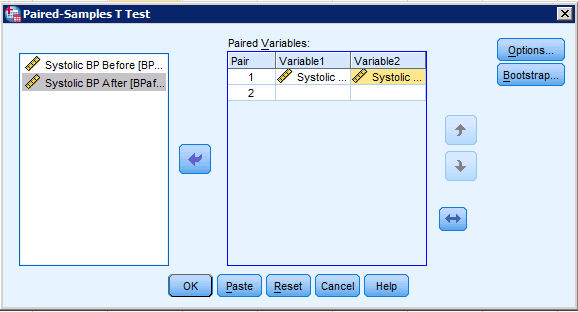 Paired-Samples T Test
Paired Variables:
Systolic BP Before [BP...
Systolic BP After [BPaf...
Pair Variable1 Variable2
1 Systolic ... Systolic ...
2
Options...
Bootstrap...
OK Paste Reset Cancel Help